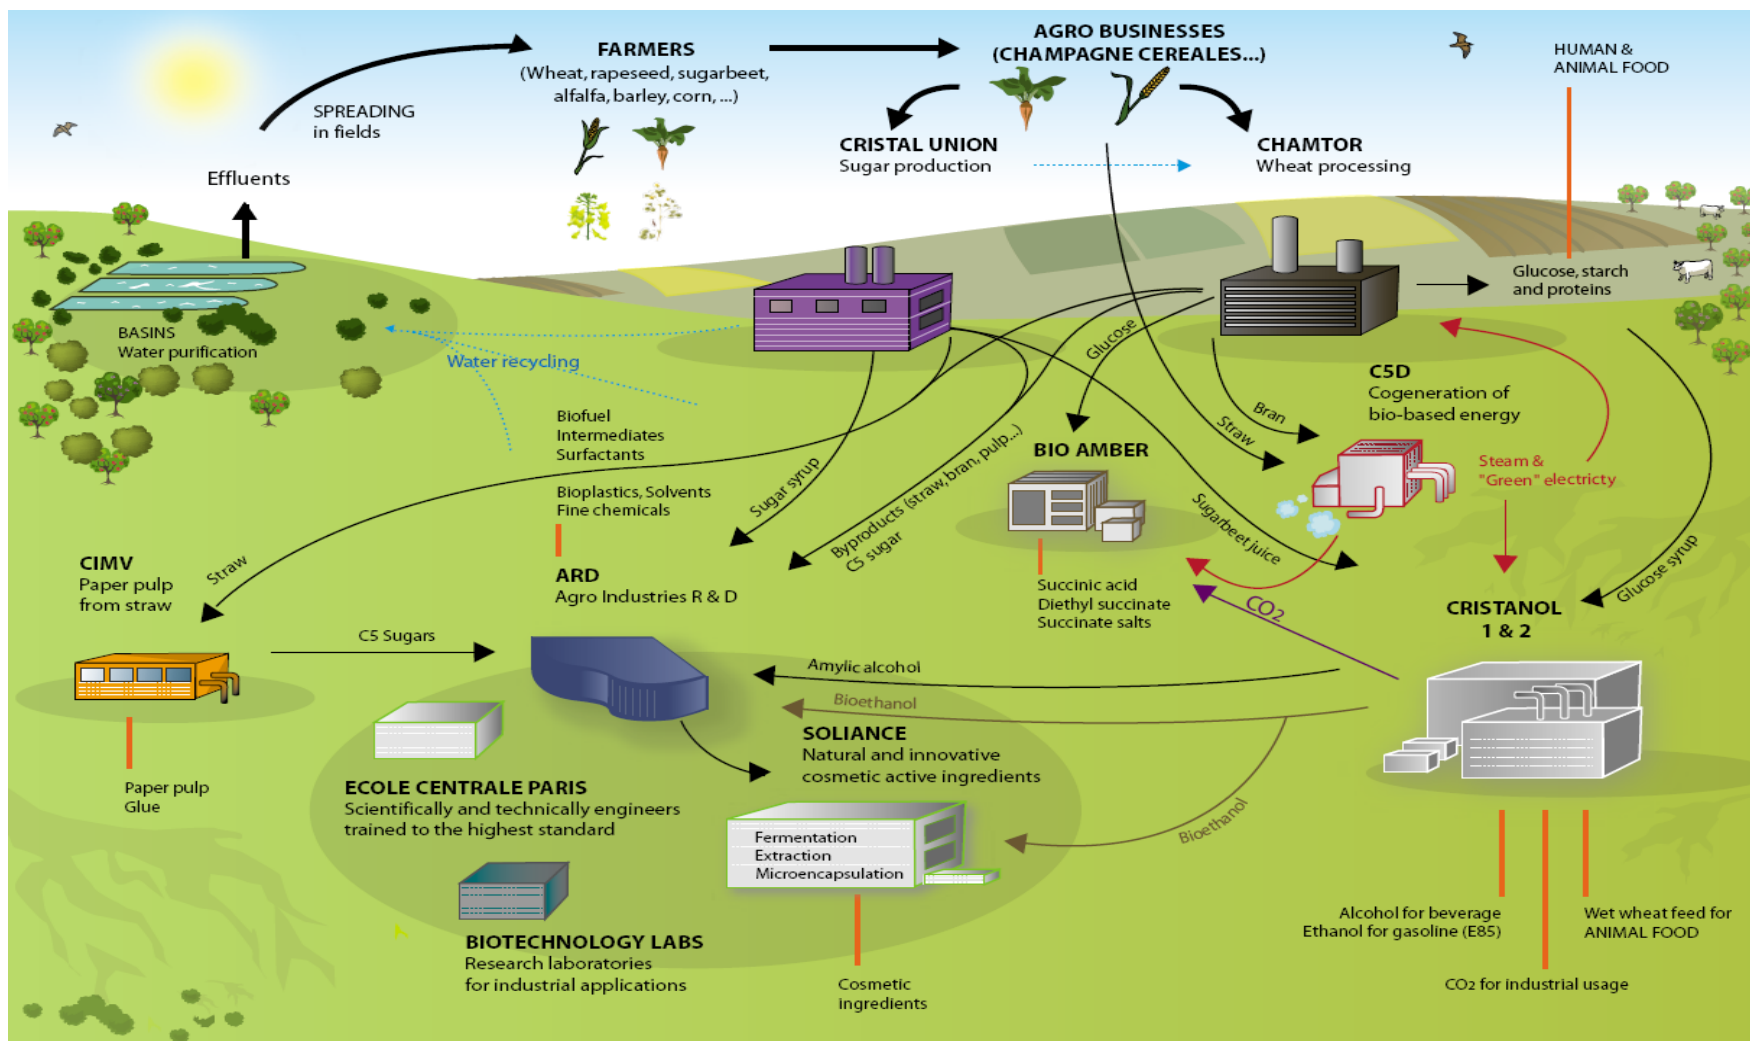 FARMERS
(Wheat, rapeseed, sugarbeet,
alfalfa, barley, corn, ...)
AGRO BUSINESSES
(CHAMPAGNE CEREALES...)
HUMAN &
ANIMAL FOOD
SPREADING
in fields
CRISTAL UNION
Sugar production
CHAMTOR
Wheat processing
Effluents
Glucose, starch
and proteins
BASINS
Water purification
Water recycling
Glucose
C5D
Cogeneration of
bio-based energy
Biofuel
Intermediates
Surfactants
Bran
Straw
BIO AMBER
Steam &
"Green" electricty
Bioplastics, Solvents
Fine chemicals
Sugar syrup
Byproducts (straw, bran, pulp...)
C5 sugar
Sugarbeet juice
Glucose syrup
CIMV
Paper pulp
from straw
Straw
ARD
Agro Industries R & D
Succinic acid
Diethyl succinate
Succinate salts
CO2
CRISTANOL
1 & 2
C5 Sugars
Amylic alcohol
Bioethanol
SOLIANCE
Natural and innovative
cosmetic active ingredients
Paper pulp
Glue
ECOLE CENTRALE PARIS
Scientifically and technically engineers
trained to the highest standard
Bioethanol
Fermentation
Extraction
Microencapsulation
Alcohol for beverage
Ethanol for gasoline (E85)
Wet wheat feed for
ANIMAL FOOD
BIOTECHNOLOGY LABS
Research laboratories
for industrial applications
Cosmetic
ingredients
CO2 for industrial usage